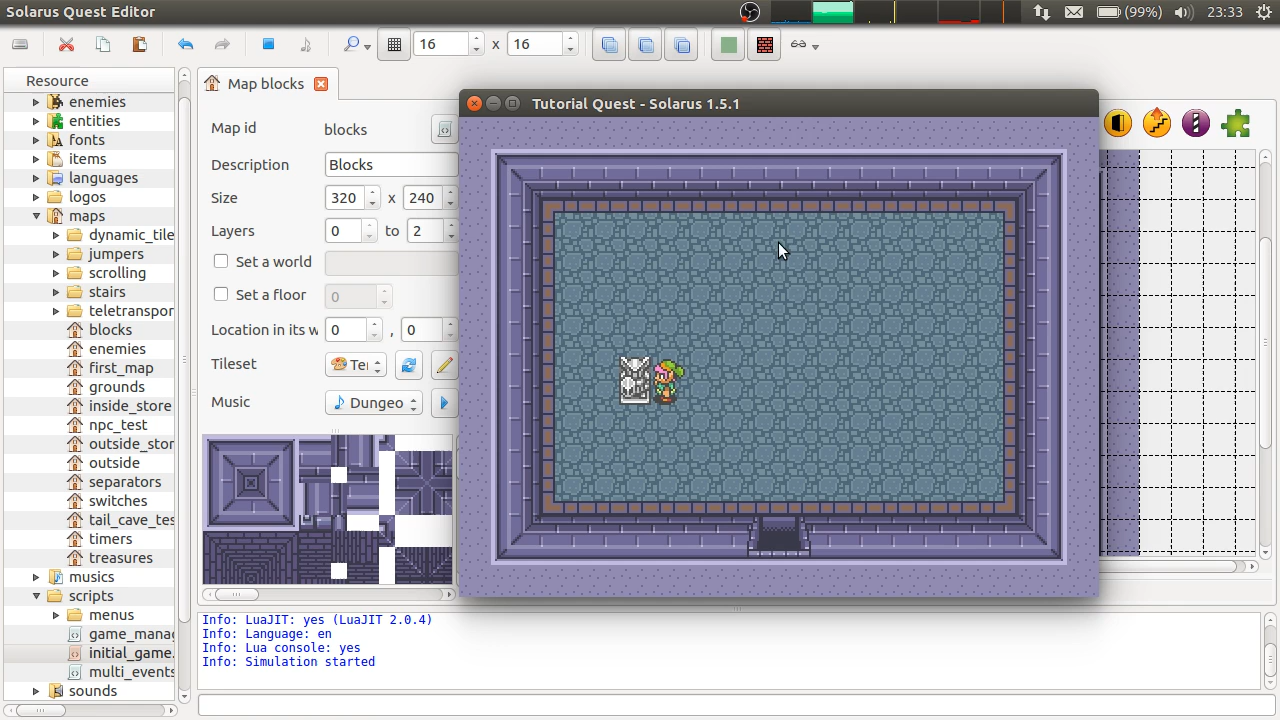 Solarus Quest Editor
(99%)
23:33
16 x 16
Resource
enemies
entities
fonts
items
languages
logos
maps
dynamic_tile
jumpers
scrolling
stairs
teletranspor
blocks
enemies
first_map
grounds
inside_store
npc_test
outside_stor
outside
separators
switches
tail_cave_tes
timers
treasures
musics
scripts
menus
game_manag
initial_game.
multi_events
sounds
Map blocks
Map id blocks
Description Blocks
Size 320 x 240
Layers 0 to 2
Set a world
Set a floor 0
Location in its w 0 , 0
Tileset Te
Music Dungeo
Tutorial Quest - Solarus 1.5.1
Info: LuaJIT: yes (LuaJIT 2.0.4)
Info: Language: en
Info: Lua console: yes
Info: Simulation started